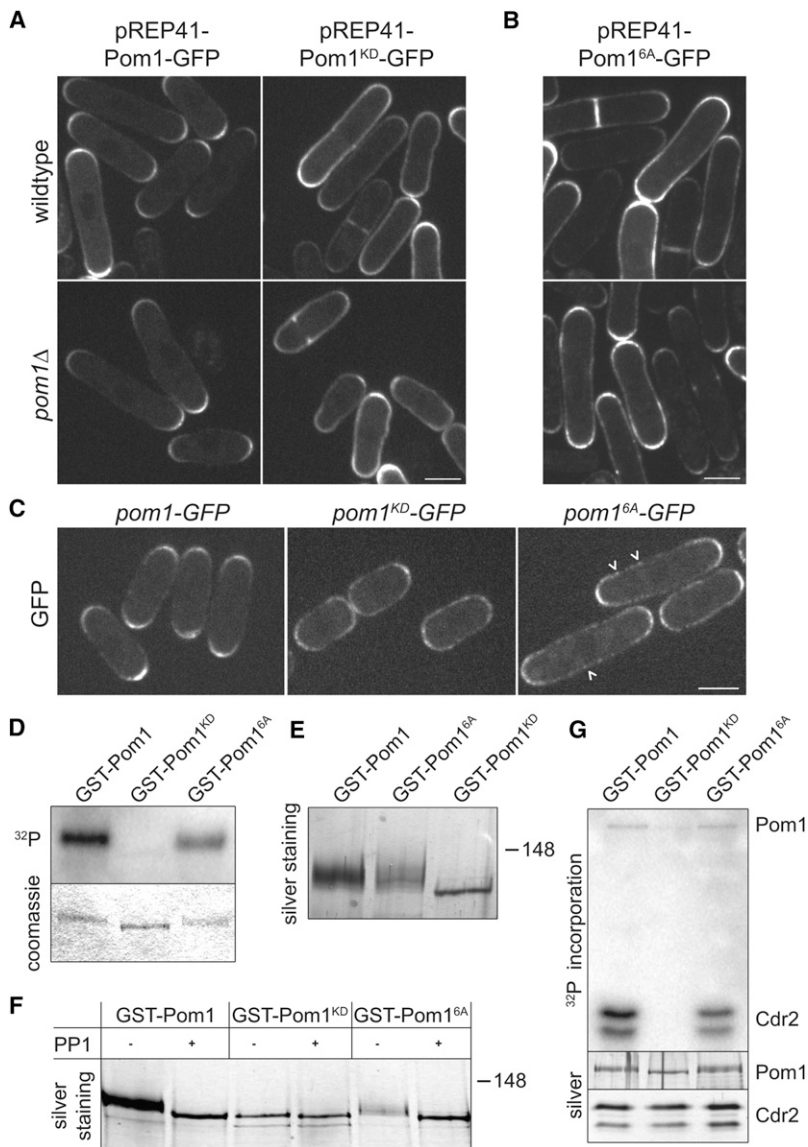 A
pREP41-
Pom1-GFP
pREP41-
Pom1ᴷᴰ-GFP
B
pREP41-
Pom1⁶ᴬ-GFP
wildtype
pom1Δ
C
pom1-GFP
pom1ᴷᴰ-GFP
pom1⁶ᴬ-GFP
GFP
D
GST-Pom1
GST-Pom1ᴷᴰ
GST-Pom1⁶ᴬ
³²P
coomassie
E
GST-Pom1
GST-Pom1⁶ᴬ
GST-Pom1ᴷᴰ
silver staining
148
F
GST-Pom1
GST-Pom1ᴷᴰ
GST-Pom1⁶ᴬ
PP1 - + - + - +
silver
staining
148
G
GST-Pom1
GST-Pom1ᴷᴰ
GST-Pom1⁶ᴬ
³²P incorporation
Pom1
Cdr2
silver
Pom1
Cdr2